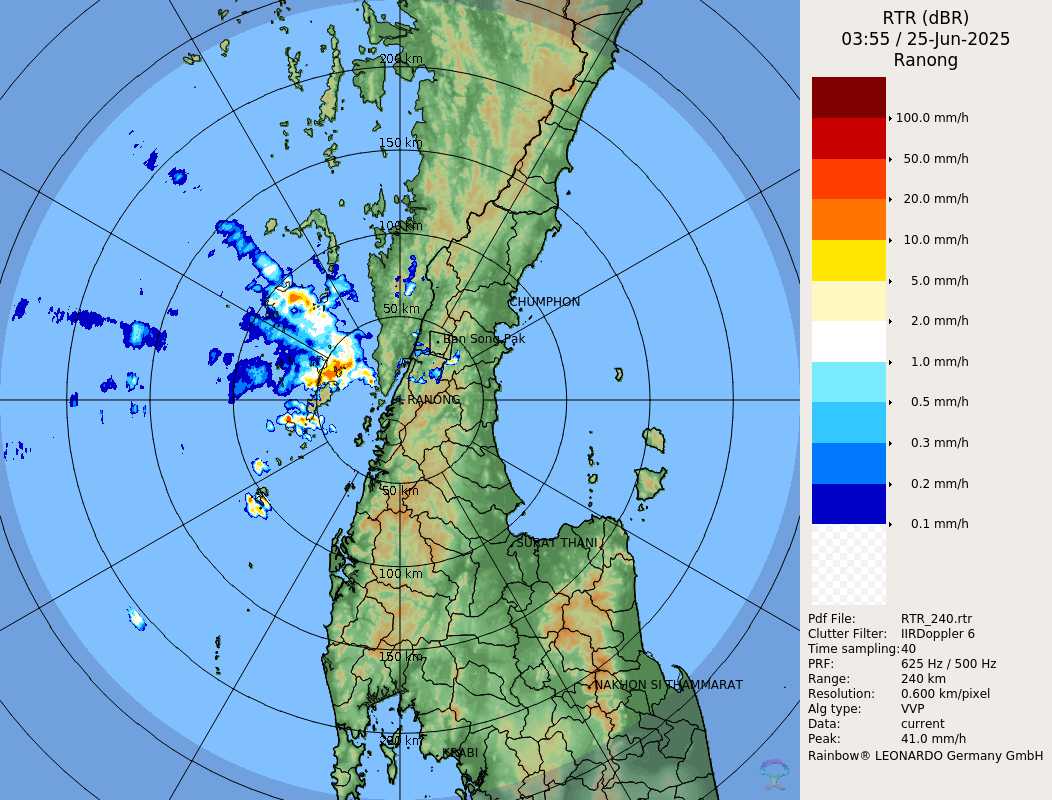 RTR (dBR)
03:55 / 25-Jun-2025
Ranong
100.0 mm/h
50.0 mm/h
20.0 mm/h
10.0 mm/h
5.0 mm/h
2.0 mm/h
1.0 mm/h
0.5 mm/h
0.3 mm/h
0.2 mm/h
0.1 mm/h
Pdf File: RTR_240.rtr
Clutter Filter: IIRDoppler 6
Time sampling: 40
PRF: 625 Hz / 500 Hz
Range: 240 km
Resolution: 0.600 km/pixel
Alg type: VVP
Data: current
Peak: 41.0 mm/h
Rainbow® LEONARDO Germany GmbH
200 km
150 km
100 km
50 km
CHUMPHON
Ban Song Pak
RANONG
50 km
SURAT THANI
100 km
150 km
NAKHON SI THAMMARAT
200 km
KRABI